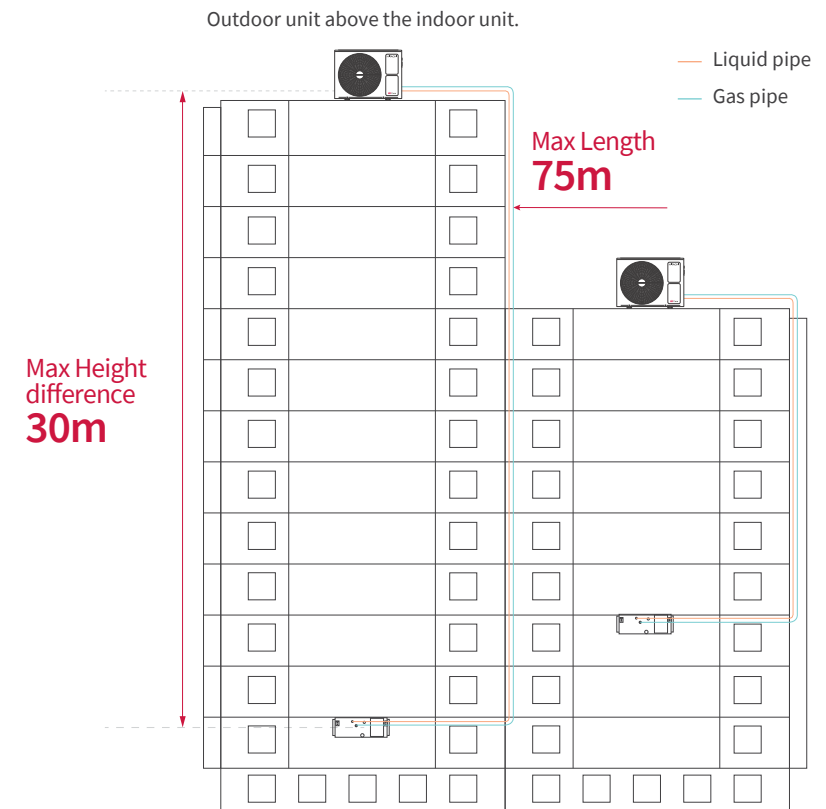 Outdoor unit above the indoor unit.
Liquid pipe
Gas pipe
Max Length
75m
Max Height
difference
30m